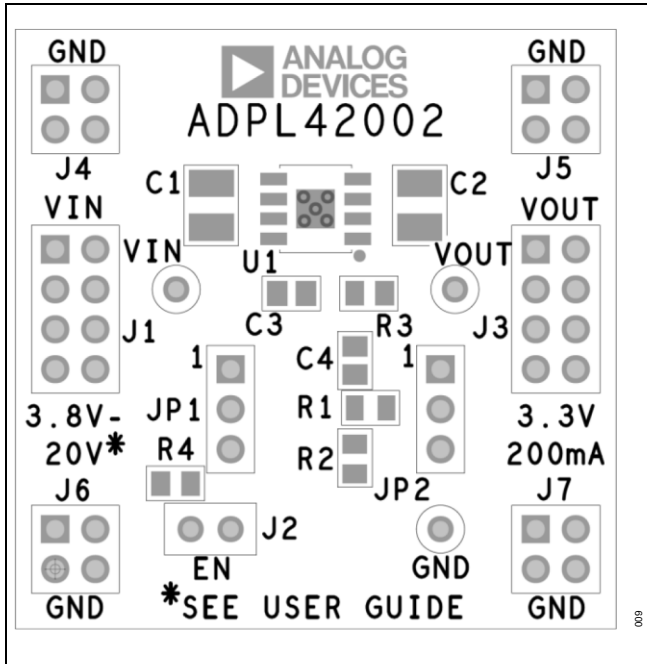 GND
ANALOG
DEVICES
GND
ADPL42002
J4
J5
C1
C2
VIN
VOUT
VIN
VOUT
U1
C3
R3
J1
J3
1
C4
1
JP1
R1
3.8V-
20V*
3.3V
200mA
R4
R2
J6
JP2
J7
J2
EN
GND
GND
*SEE USER GUIDE
GND
009